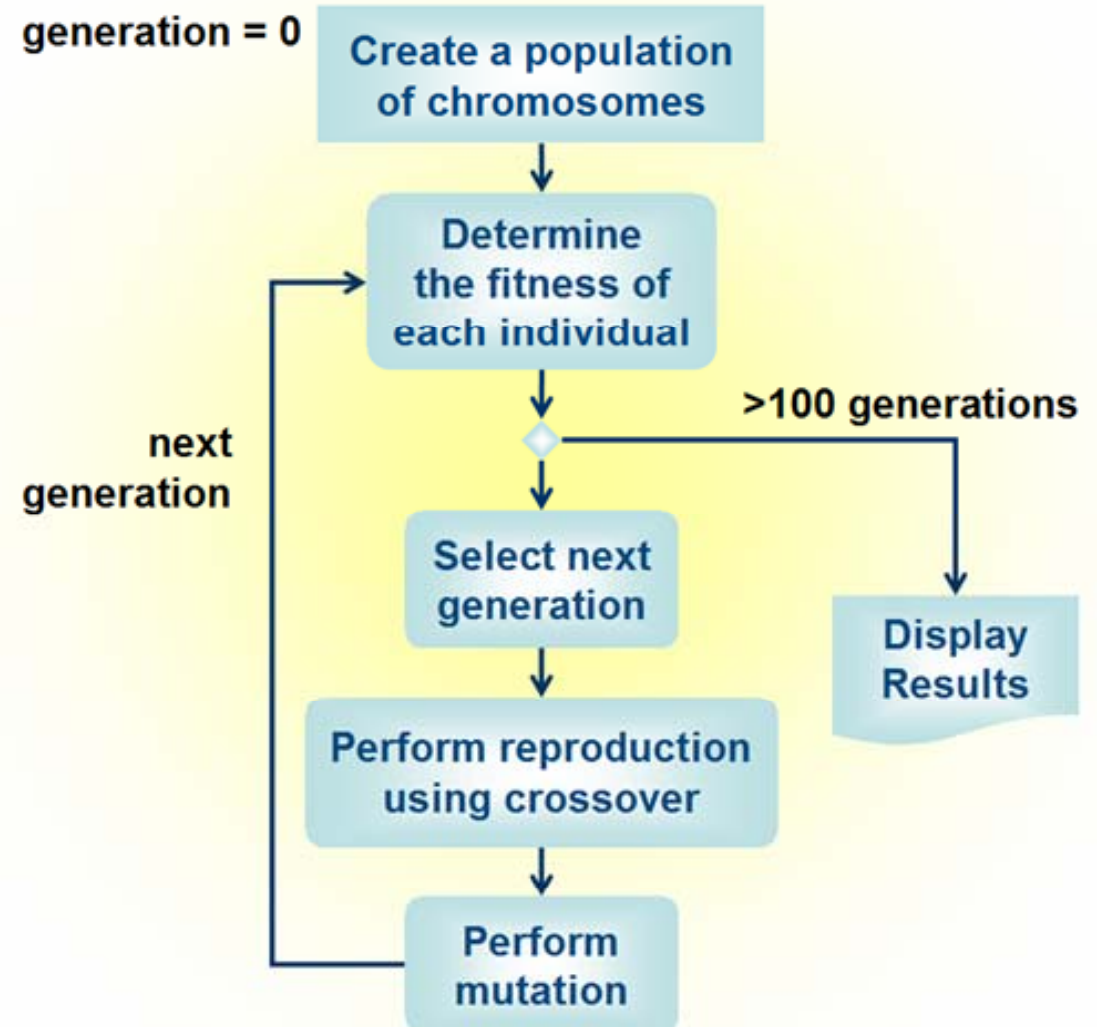 generation = 0
Create a population
of chromosomes
Determine
the fitness of
each individual
>100 generations
next
generation
Select next
generation
Display
Results
Perform reproduction
using crossover
Perform
mutation